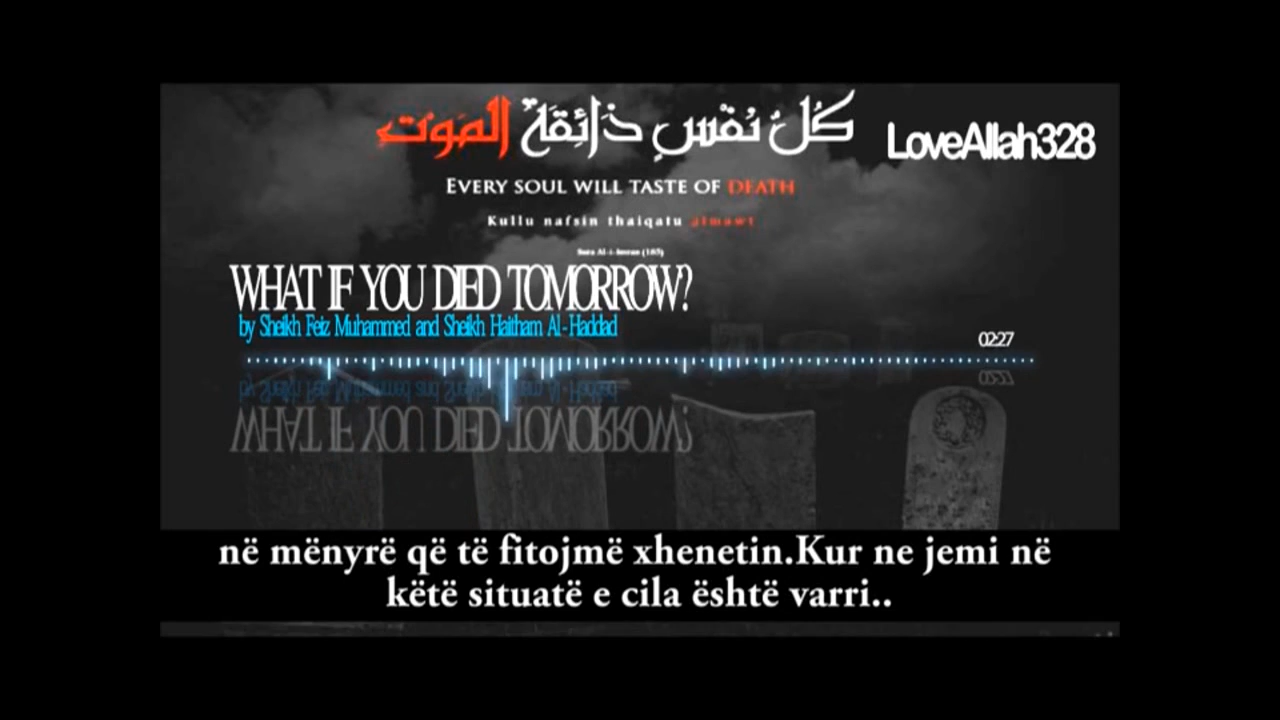 كُلُّ نَفْسٍ ذَائِقَةُ المَوْتِ
LoveAllah328
EVERY SOUL WILL TASTE OF DEATH
Kullu nafsin thaiqatu almawt
WHAT IF YOU DIED TOMORROW?
by Sheikh Feiz Muhammed and Sheikh Haitham Al-Haddad
02:27
në mënyrë që të fitojmë xhenetin.Kur ne jemi në
këtë situatë e cila është varri..